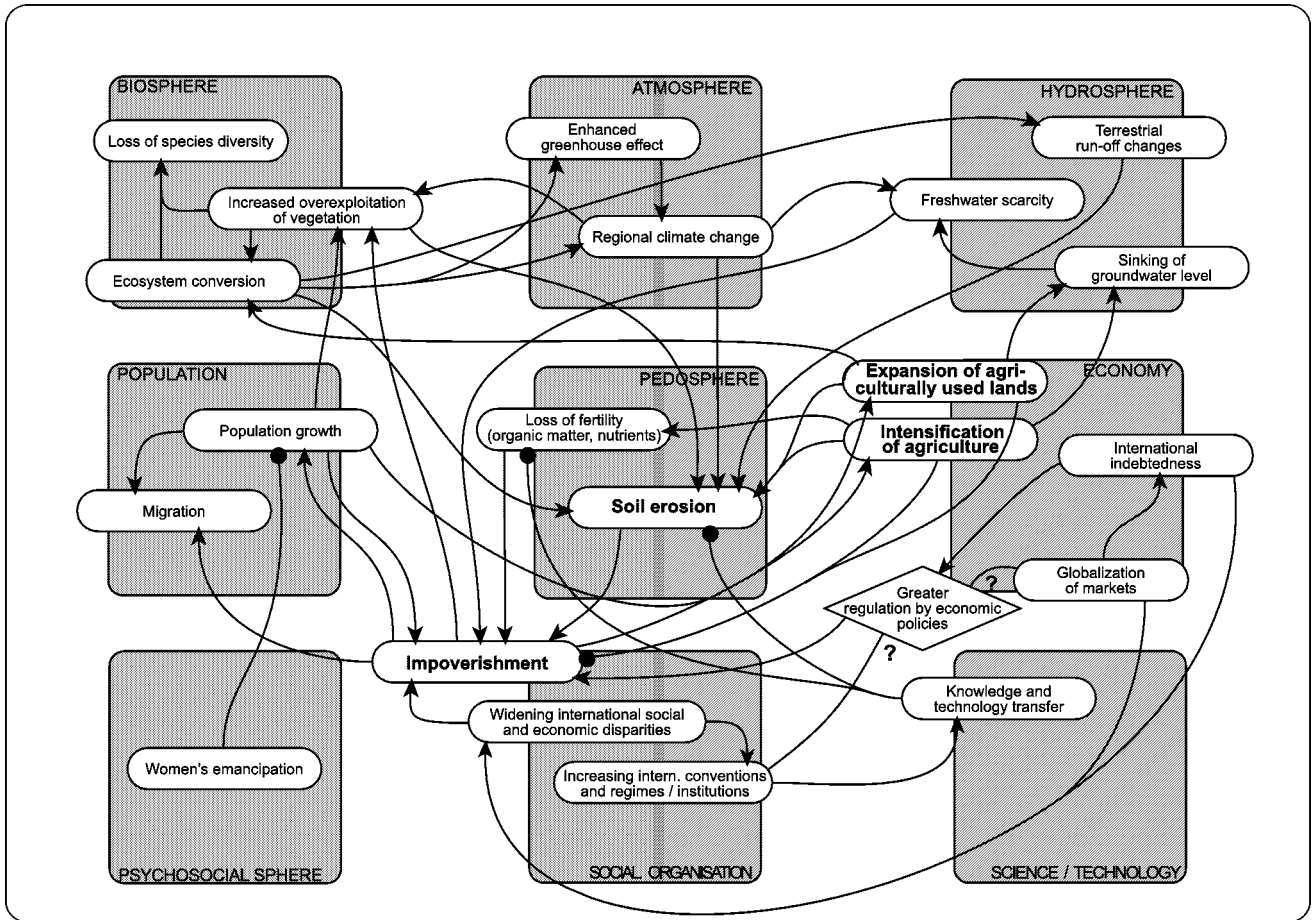 BIOSPHERE
ATMOSPHERE
HYDROSPHERE
Loss of species diversity
Enhanced
greenhouse effect
Terrestrial
run-off changes
Increased overexploitation
of vegetation
Freshwater scarcity
Regional climate change
Ecosystem conversion
Sinking of
groundwater level
POPULATION
PEDOSPHERE
Expansion of agri-
culturally used lands
ECONOMY
Population growth
Loss of fertility
(organic matter, nutrients)
Intensification
of agriculture
International
indebtedness
Migration
Soil erosion
Greater
regulation by economic
policies
?
Globalization
of markets
?
Impoverishment
Knowledge and
technology transfer
Widening international social
and economic disparities
Women's emancipation
Increasing intern. conventions
and regimes / institutions
PSYCHOSOCIAL SPHERE
SOCIAL ORGANISATION
SCIENCE / TECHNOLOGY